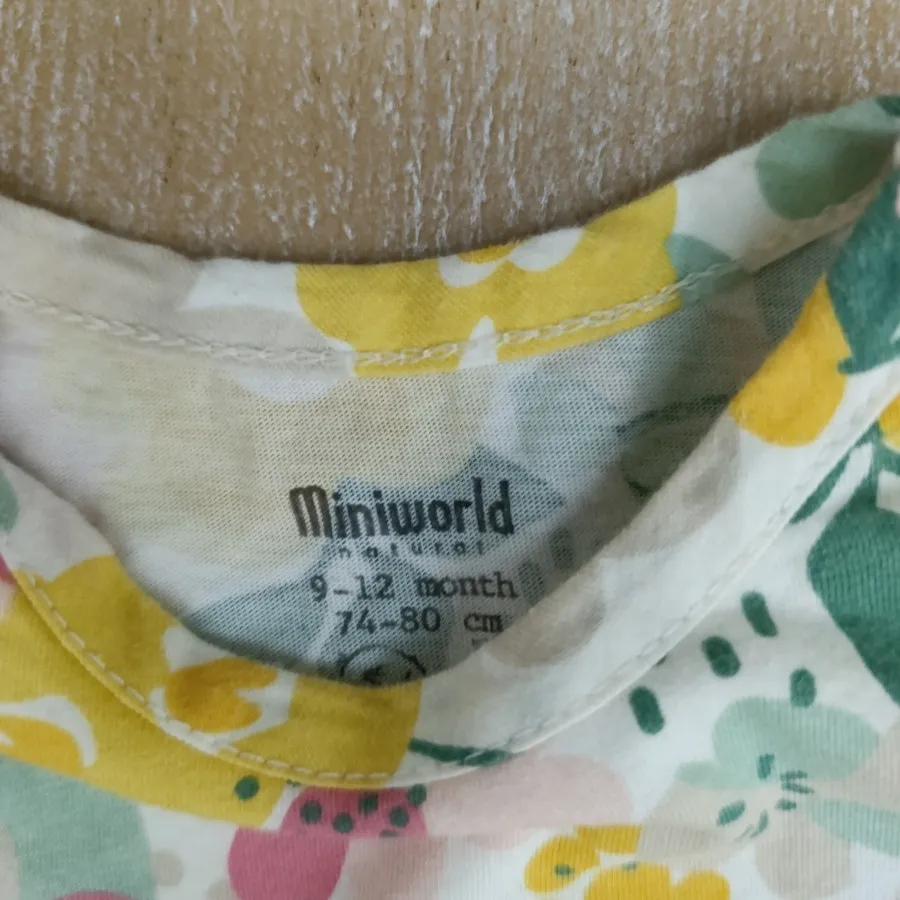 Miniworld
natural
9-12 month
74-80 cm